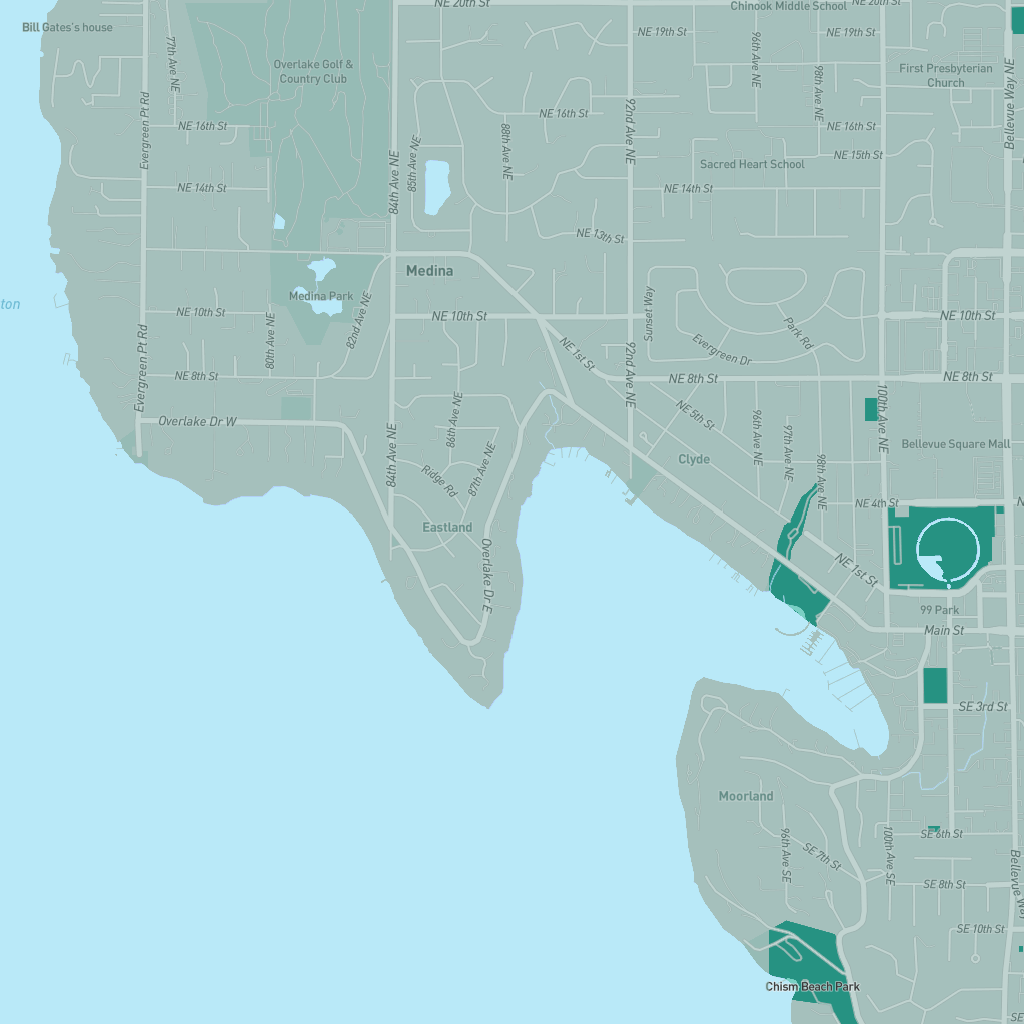 NE 20th St
Chinook Middle School
NE 20th St
Bill Gates's house
NE 19th St
NE 19th St
77th Ave NE
96th Ave NE
Bellevue Way NE
Overlake Golf &
Country Club
98th Ave NE
First Presbyterian
Church
Evergreen Pt Rd
NE 16th St
NE 16th St
NE 16th St
88th Ave NE
92nd Ave NE
85th Ave NE
84th Ave NE
NE 15th St
Sacred Heart School
NE 14th St
NE 14th St
NE 13th St
Medina
Medina Park
ton
NE 10th St
NE 10th St
NE 10th St
82nd Ave NE
80th Ave NE
Sunset Way
Park Rd
NE 1st St
Evergreen Dr
Evergreen Pt Rd
92nd Ave NE
NE 8th St
NE 8th St
NE 8th St
Overlake Dr W
86th Ave NE
NE 5th St
96th Ave NE
97th Ave NE
100th Ave NE
Bellevue Square Mall
84th Ave NE
87th Ave NE
Ridge Rd
Clyde
98th Ave NE
NE 4th St
N
Eastland
Overlake Dr E
NE 1st St
99 Park
Main St
SE 3rd St
Moorland
96th Ave SE
SE 7th St
100th Ave SE
SE 6th St
Bellevue Way
SE 8th St
SE 10th St
Chism Beach Park
SE